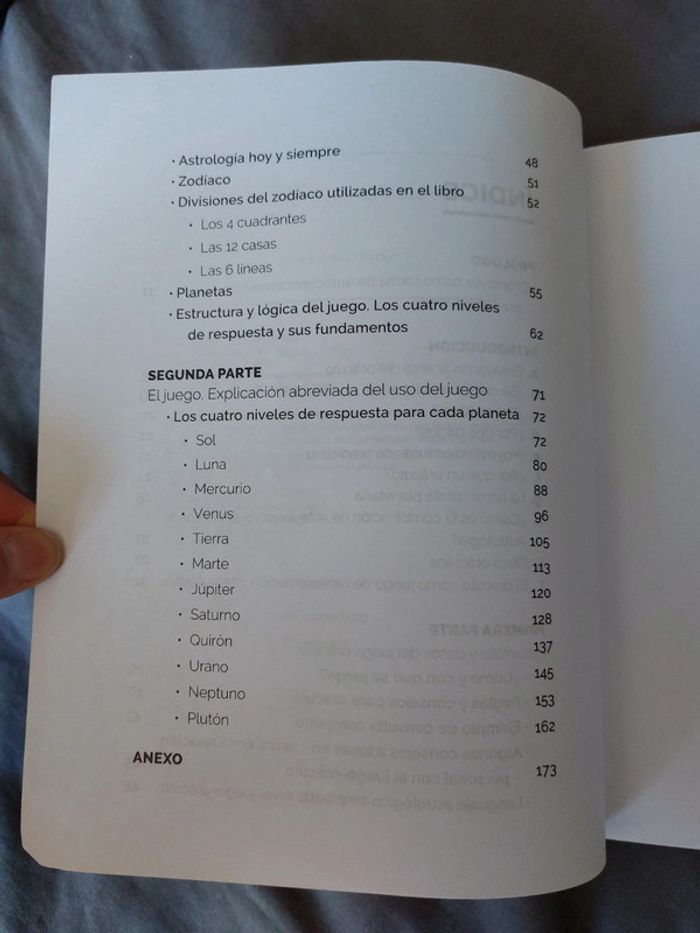 · Astrología hoy y siempre 48
· Zodíaco 51
· Divisiones del zodíaco utilizadas en el libro 52
· Los 4 cuadrantes
· Las 12 casas
· Las 6 líneas
· Planetas 55
· Estructura y lógica del juego. Los cuatro niveles
de respuesta y sus fundamentos 62
SEGUNDA PARTE
El juego. Explicación abreviada del uso del juego 71
· Los cuatro niveles de respuesta para cada planeta 72
· Sol 72
· Luna 80
· Mercurio 88
· Venus 96
· Tierra 105
· Marte 113
· Júpiter 120
· Saturno 128
· Quirón 137
· Urano 145
· Neptuno 153
· Plutón 162
ANEXO 173